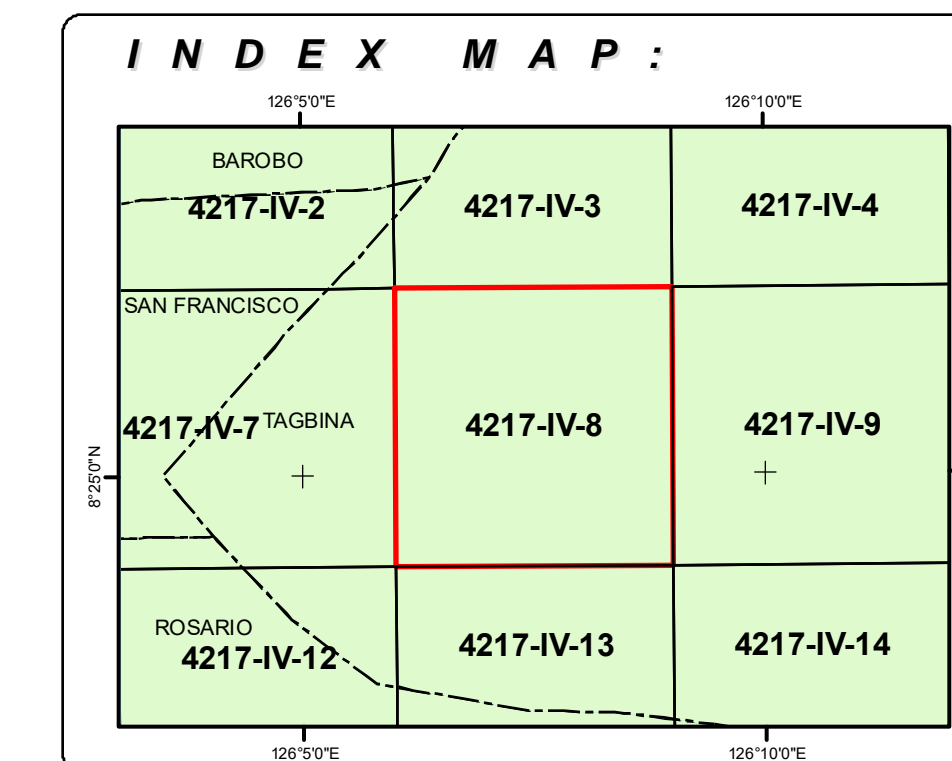 INDEX MAP:
126°5'0"E
126°10'0"E
BAROBO
4217-IV-2
4217-IV-3
4217-IV-4
SAN FRANCISCO
4217-IV-7
TAGBINA
4217-IV-8
4217-IV-9
8°25'0"N
ROSARIO
4217-IV-12
4217-IV-13
4217-IV-14
126°5'0"E
126°10'0"E